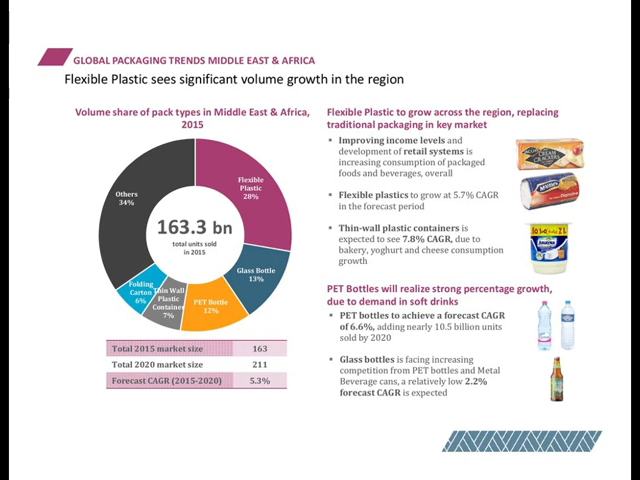 GLOBAL PACKAGING TRENDS MIDDLE EAST & AFRICA
Flexible Plastic sees significant volume growth in the region
Volume share of pack types in Middle East & Africa,
2015
Flexible
Plastic
28%
Glass Bottle
13%
PET Bottle
12%
Thin Wall
Plastic
Container
7%
Folding
Carton
6%
Others
34%
163.3 bn
total units sold
in 2015
Total 2015 market size 163
Total 2020 market size 211
Forecast CAGR (2015-2020) 5.3%
Flexible Plastic to grow across the region, replacing
traditional packaging in key market
▪ Improving income levels and
development of retail systems is
increasing consumption of packaged
foods and beverages, overall
▪ Flexible plastics to grow at 5.7% CAGR
in the forecast period
▪ Thin-wall plastic containers is
expected to see 7.8% CAGR, due to
bakery, yoghurt and cheese consumption
growth
CREAM
CRACKERS
McVitie's
PET Bottles will realize strong percentage growth,
due to demand in soft drinks
▪ PET bottles to achieve a forecast CAGR
of 6.6%, adding nearly 10.5 billion units
sold by 2020
▪ Glass bottles is facing increasing
competition from PET bottles and Metal
Beverage cans, a relatively low 2.2%
forecast CAGR is expected